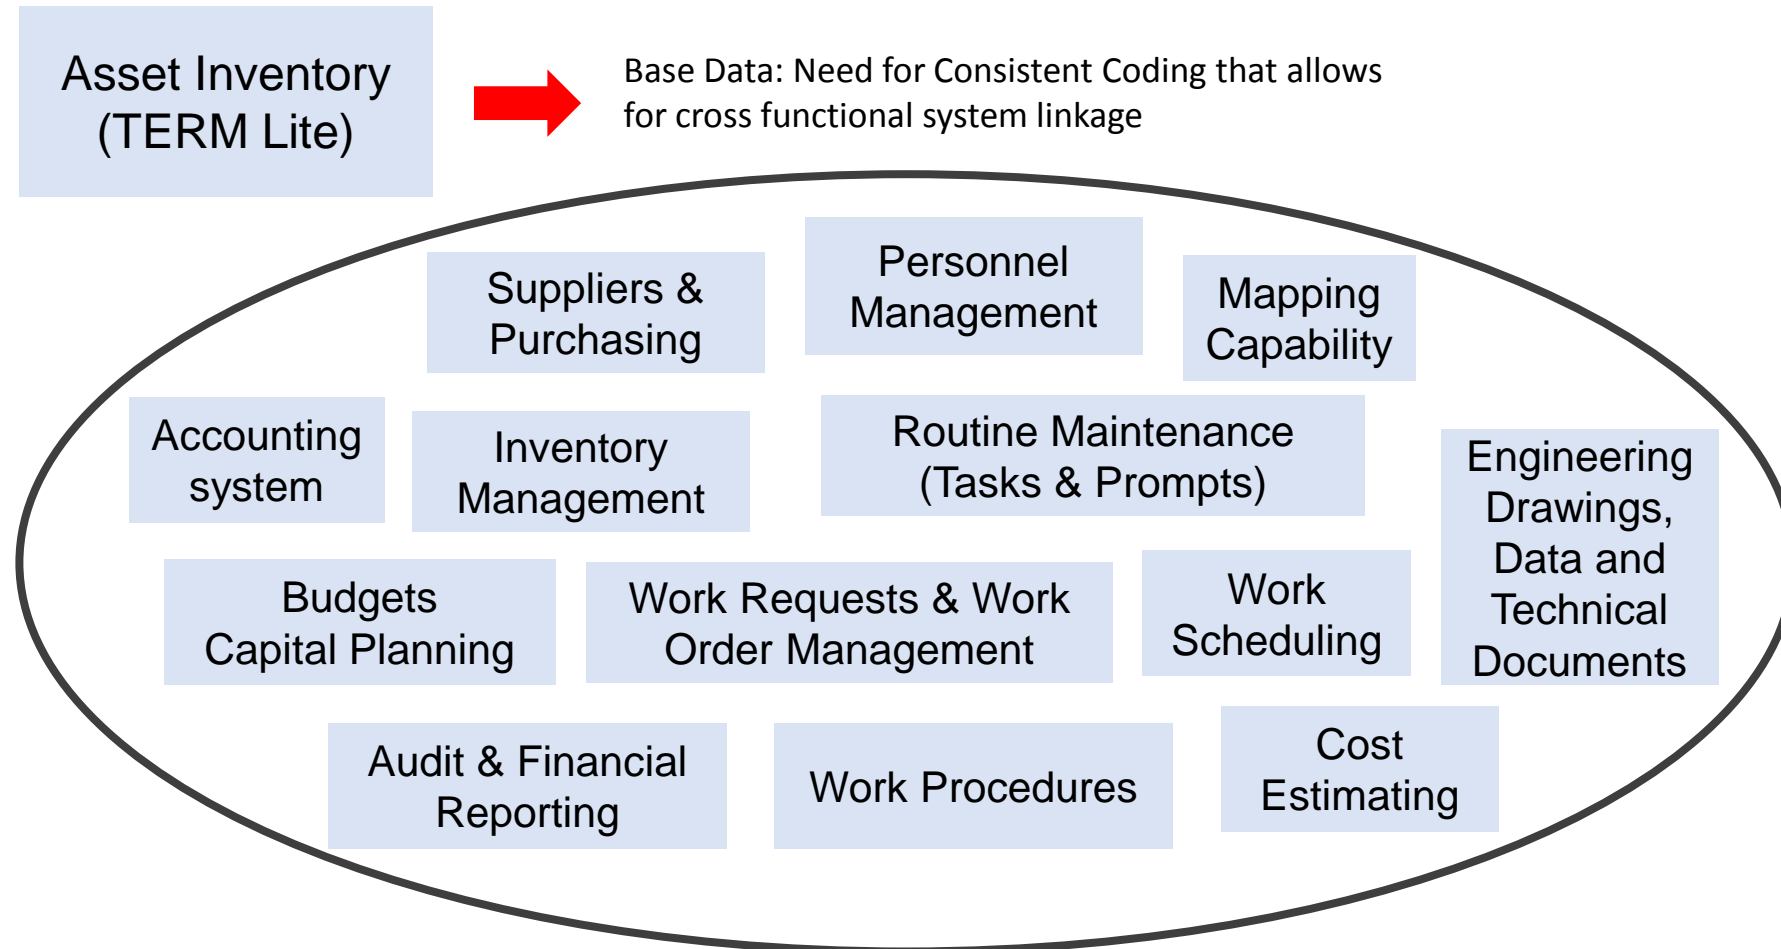 Asset Inventory
(TERM Lite)
Base Data: Need for Consistent Coding that allows
for cross functional system linkage
Suppliers &
Purchasing
Personnel
Management
Mapping
Capability
Accounting
system
Inventory
Management
Routine Maintenance
(Tasks & Prompts)
Engineering
Drawings,
Data and
Technical
Documents
Budgets
Capital Planning
Work Requests & Work
Order Management
Work
Scheduling
Audit & Financial
Reporting
Work Procedures
Cost
Estimating